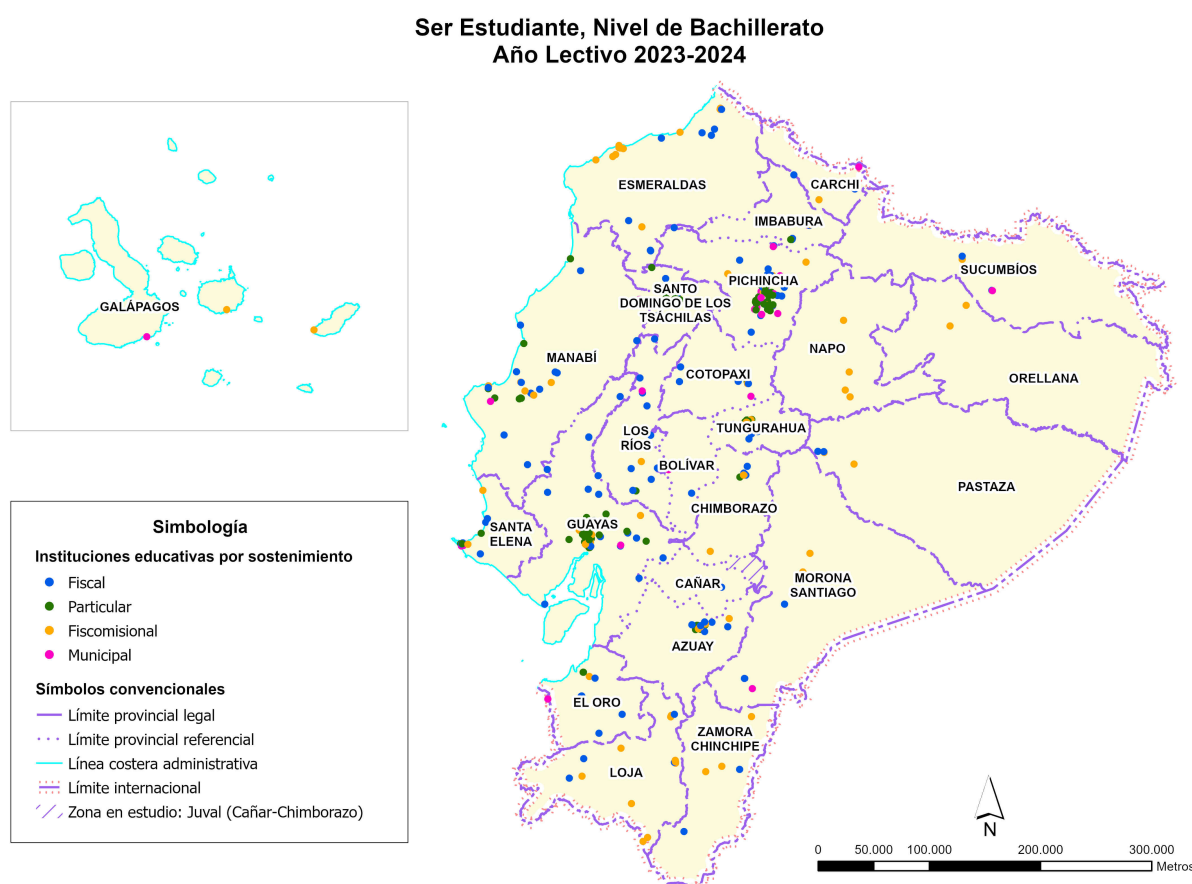 Ser Estudiante, Nivel de Bachillerato
Año Lectivo 2023-2024
ESMERALDAS
CARCHI
IMBABURA
SUCUMBÍOS
PICHINCHA
SANTO
DOMINGO DE LOS
TSÁCHILAS
GALÁPAGOS
NAPO
MANABÍ
COTOPAXI
ORELLANA
TUNGURAHUA
LOS
RÍOS
BOLÍVAR
PASTAZA
CHIMBORAZO
GUAYAS
SANTA
ELENA
CAÑAR
MORONA
SANTIAGO
AZUAY
EL ORO
ZAMORA
CHINCHIPE
LOJA
Simbología
Instituciones educativas por sostenimiento
Fiscal
Particular
Fiscomisional
Municipal
Símbolos convencionales
Límite provincial legal
Límite provincial referencial
Línea costera administrativa
Límite internacional
Zona en estudio: Juval (Cañar-Chimborazo)
N
0 50.000 100.000 200.000 300.000
Metros